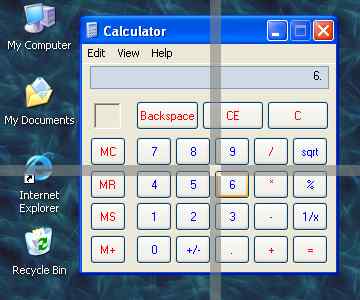 My Computer
My Documents
Internet
Explorer
Recycle Bin
Calculator
Edit View Help
6.
Backspace CE C
MC 7 8 9 / sqrt
MR 4 5 6 * %
MS 1 2 3 - 1/x
M+ 0 +/- . + =